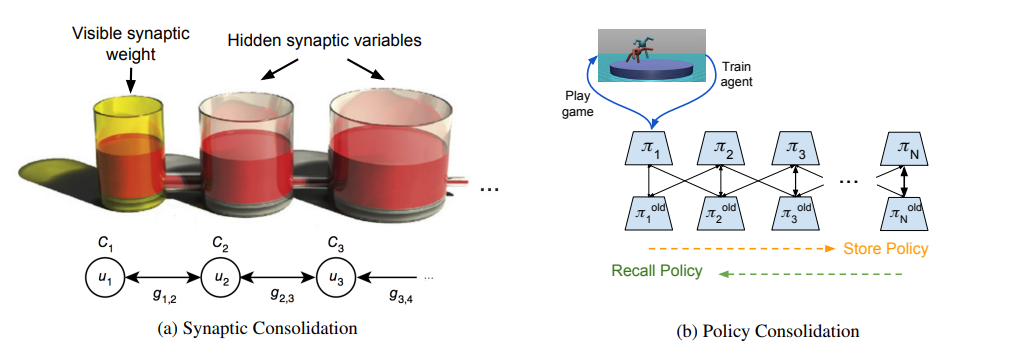 Visible synaptic
weight
Hidden synaptic variables
...
C1 C2 C3
u1 u2 u3 ...
g1,2 g2,3 g3,4
(a) Synaptic Consolidation
Play
game
Train
agent
π1 π2 π3 πN
...
π1old π2old π3old πNold
Store Policy
Recall Policy
(b) Policy Consolidation